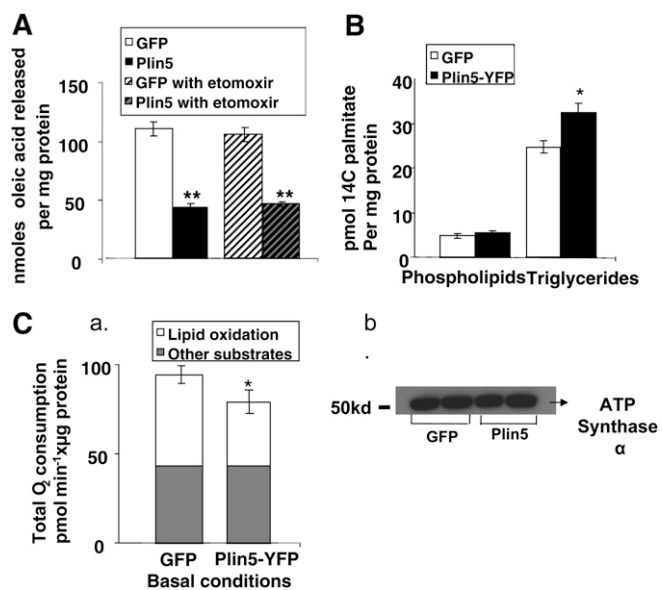 A
GFP
Plin5
GFP with etomoxir
Plin5 with etomoxir
nmoles oleic acid released
per mg protein
150
100
50
0
**
**
B
GFP
Plin5-YFP
pmol 14C palmitate
Per mg protein
40
30
20
10
0
*
Phospholipids
Triglycerides
C
a.
Lipid oxidation
Other substrates
Total O2 consumption
pmol min-1xµg protein
100
50
0
*
GFP
Plin5-YFP
Basal conditions
b
.
50kd
GFP
Plin5
ATP
Synthase
α